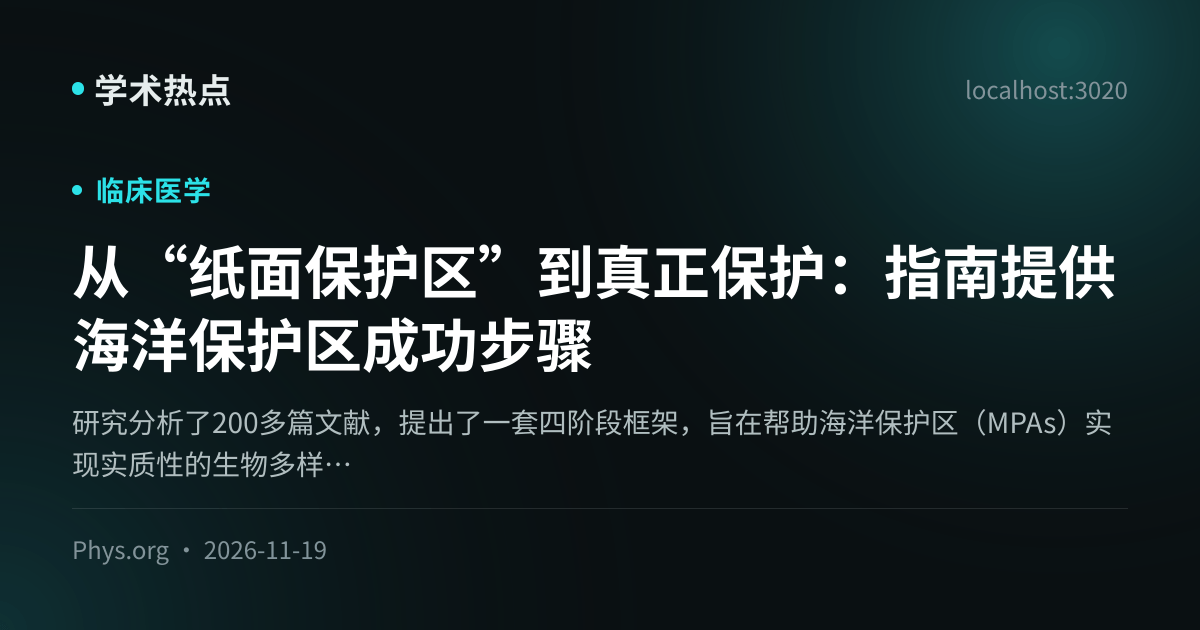 学术热点
localhost:3020
临床医学
从“纸面保护区”到真正保护：指南提供
海洋保护区成功步骤
研究分析了200多篇文献，提出了一套四阶段框架，旨在帮助海洋保护区（MPAs）实
现实质性的生物多样…
Phys.org • 2026-11-19